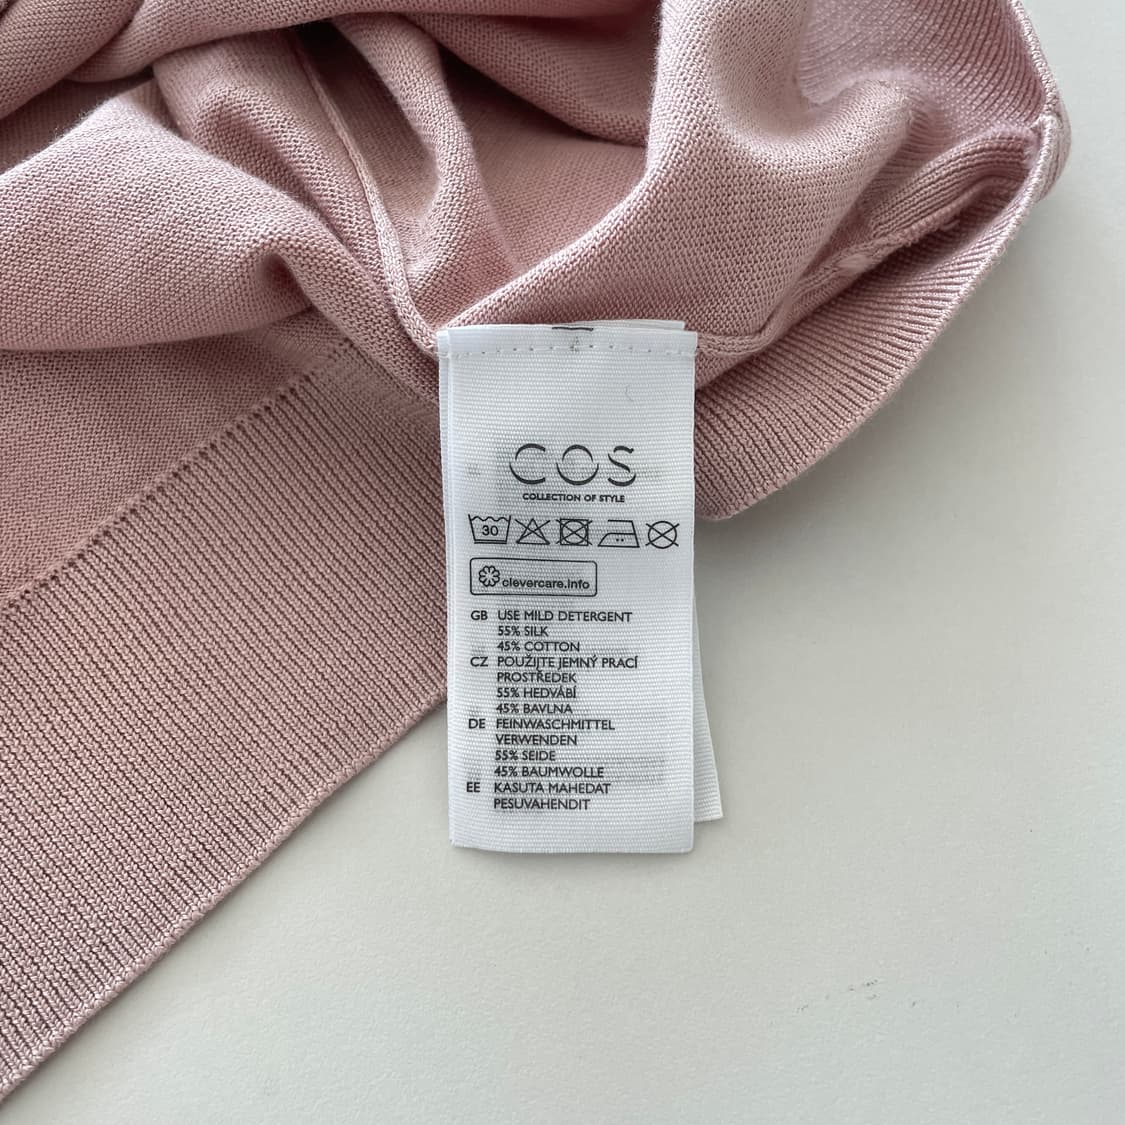 COS
COLLECTION OF STYLE
30
clevercare.info
GB USE MILD DETERGENT
55% SILK
45% COTTON
CZ POUŽIJTE JEMNÝ PRACÍ
PROSTŘEDEK
55% HEDVÁBÍ
45% BAVLNA
DE FEINWASCHMITTEL
VERWENDEN
55% SEIDE
45% BAUMWOLLE
EE KASUTA MAHEDAT
PESUVAHENDIT